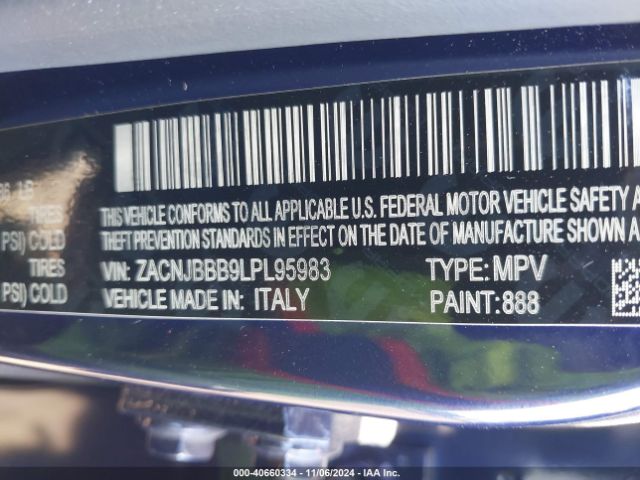 86 LB
THIS VEHICLE CONFORMS TO ALL APPLICABLE U.S. FEDERAL MOTOR VEHICLE SAFETY A
TIRES
THEFT PREVENTION STANDARDS IN EFFECT ON THE DATE OF MANUFACTURE SHOWN A
PSI) COLD
VIN: ZACNJBBB9LPL95983 TYPE: MPV
TIRES
VEHICLE MADE IN: ITALY PAINT: 888
PSI) COLD
000-40660334 - 11/06/2024 - IAA Inc.